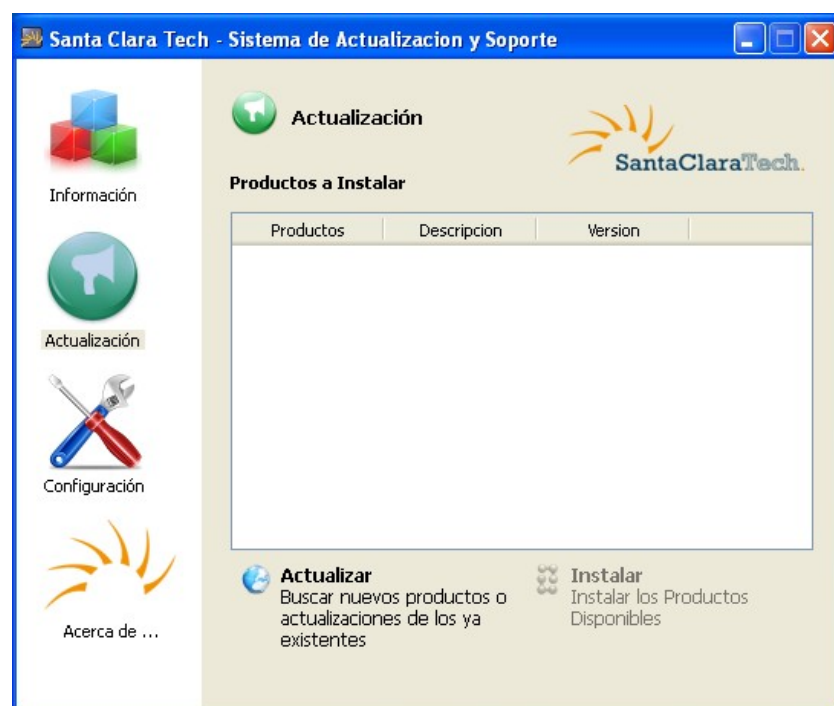 Santa Clara Tech - Sistema de Actualizacion y Soporte
Información
Actualización
Configuración
Acerca de ...
Actualización
SantaClaraTech.
Productos a Instalar
Productos Descripcion Version
Actualizar
Buscar nuevos productos o
actualizaciones de los ya
existentes
Instalar
Instalar los Productos
Disponibles